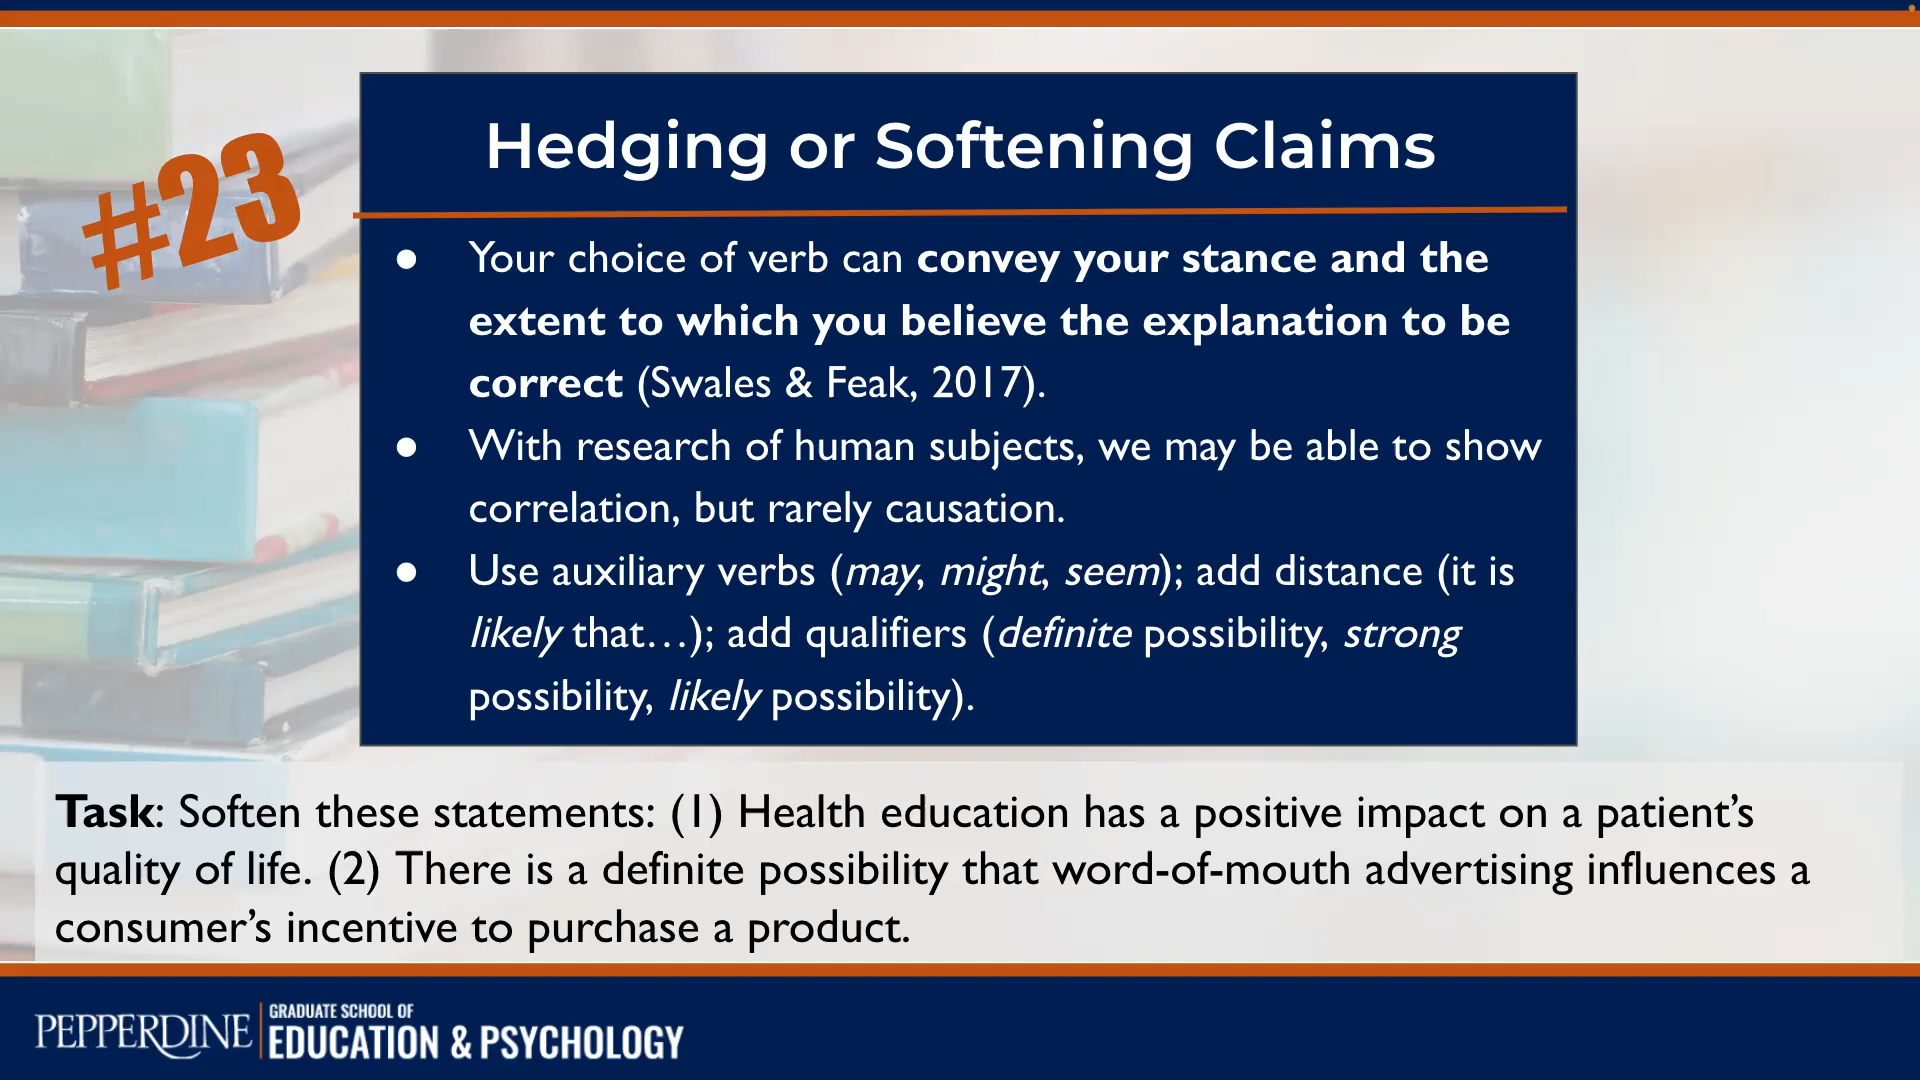 #23
Hedging or Softening Claims
● Your choice of verb can convey your stance and the
extent to which you believe the explanation to be
correct (Swales & Feak, 2017).
● With research of human subjects, we may be able to show
correlation, but rarely causation.
● Use auxiliary verbs (may, might, seem); add distance (it is
likely that…); add qualifiers (definite possibility, strong
possibility, likely possibility).
Task: Soften these statements: (1) Health education has a positive impact on a patient’s
quality of life. (2) There is a definite possibility that word-of-mouth advertising influences a
consumer’s incentive to purchase a product.
PEPPERDINE
GRADUATE SCHOOL OF
EDUCATION & PSYCHOLOGY